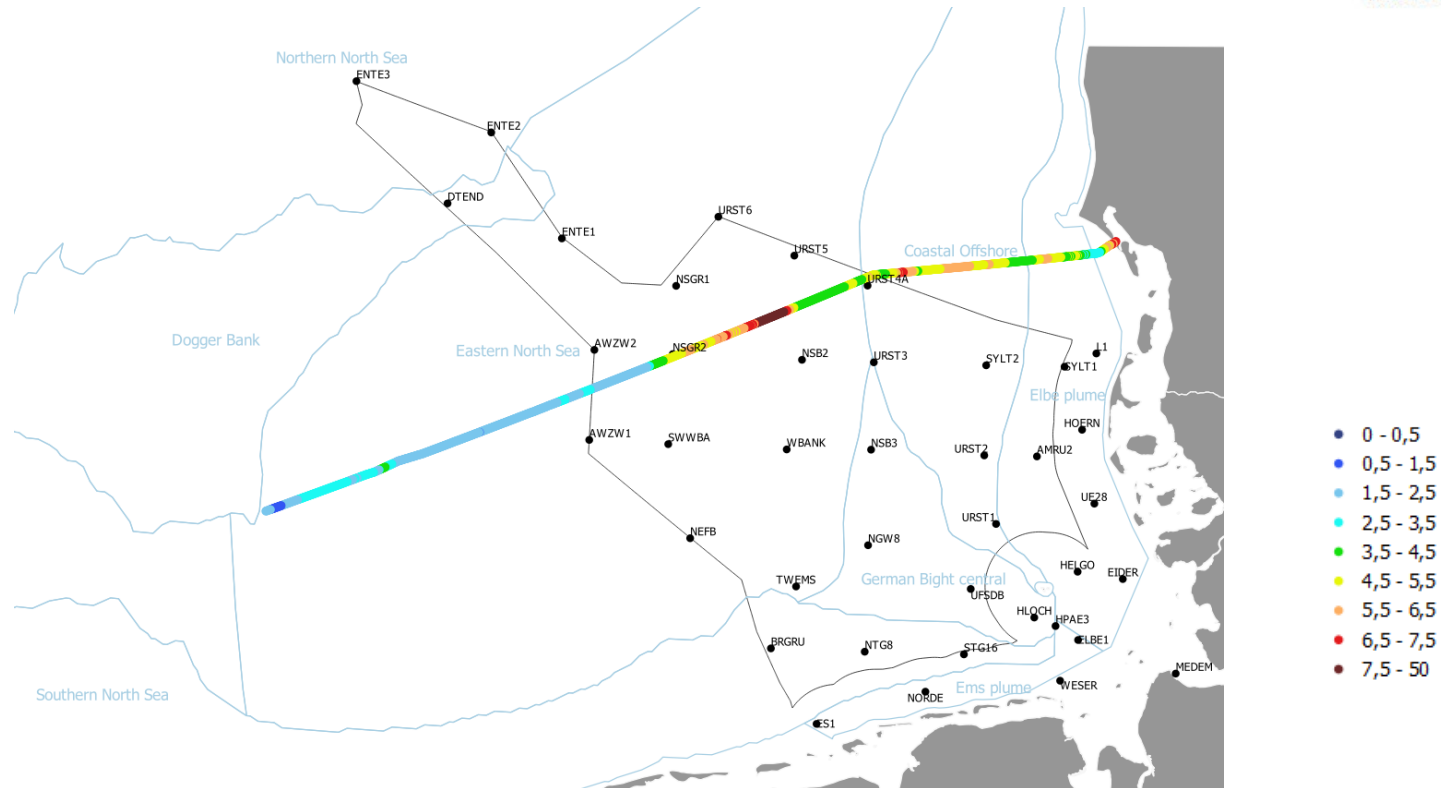 Northern North Sea
ENTE3
ENTE2
DTEND
URST6
ENTE1
URST5
Coastal Offshore
NSGR1
URST4A
Dogger Bank
Eastern North Sea
AWZW2
NSGR2
NSB2
URST3
SYLT2
L1
SYLT1
Elbe plume
HOERN
AWZW1
SWWBA
WBANK
NSB3
URST2
AMRU2
UE28
URST1
NEFB
NGW8
HELGO
EIDER
TWEMS
German Bight central
UFSDB
HLOCH
HPAE3
BRGRU
NTG8
STG16
ELBE1
MEDEM
Southern North Sea
Ems plume
WESER
NORDE
ES1
0 - 0,5
0,5 - 1,5
1,5 - 2,5
2,5 - 3,5
3,5 - 4,5
4,5 - 5,5
5,5 - 6,5
6,5 - 7,5
7,5 - 50